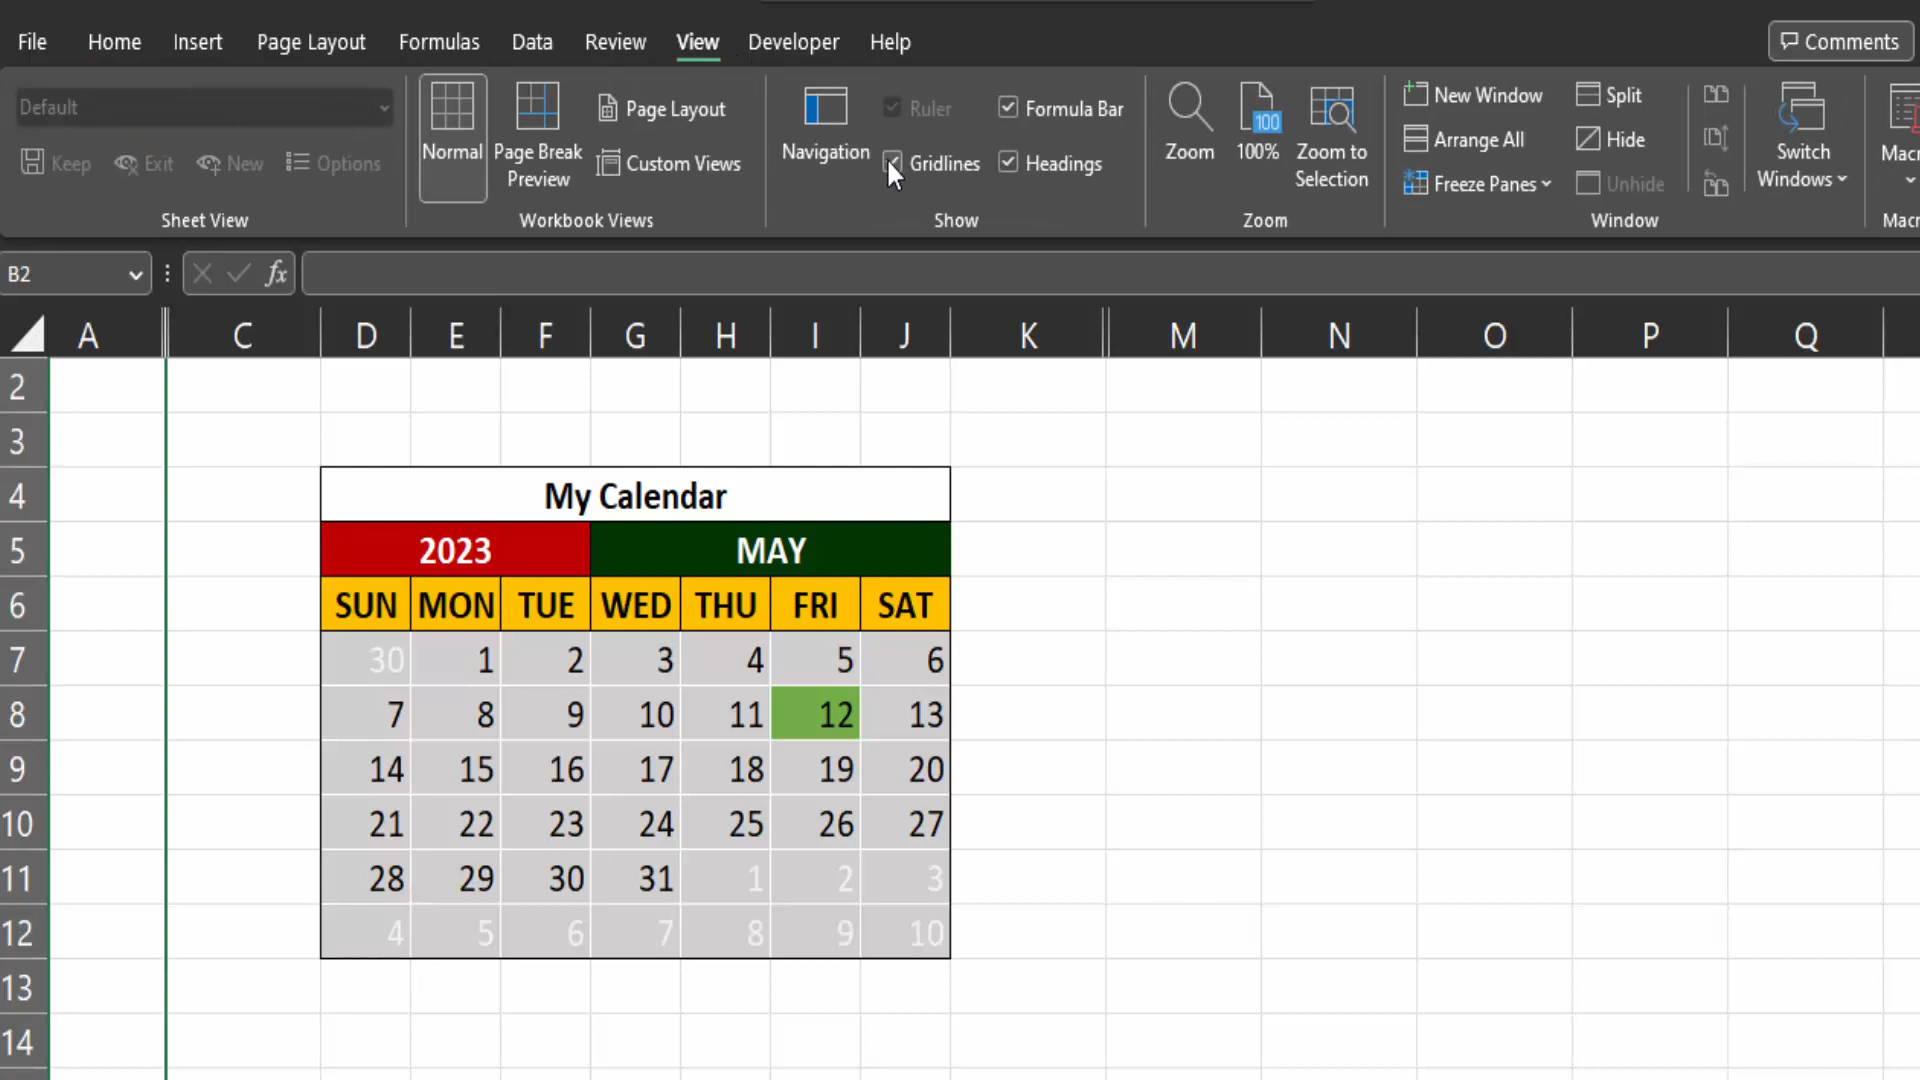 File Home Insert Page Layout Formulas Data Review View Developer Help Comments
Default
Keep Exit New Options
Sheet View
Normal
Page Break
Preview
Page Layout
Custom Views
Workbook Views
Navigation
Ruler Formula Bar
Gridlines Headings
Show
Zoom
100
100%
Zoom to
Selection
Zoom
New Window Split
Arrange All Hide
Freeze Panes Unhide
Window
Switch
Windows
B2 fx
A C D E F G H I J K M N O P Q
2
3
4 My Calendar
5 2023 MAY
6 SUN MON TUE WED THU FRI SAT
7 30 1 2 3 4 5 6
8 7 8 9 10 11 12 13
9 14 15 16 17 18 19 20
10 21 22 23 24 25 26 27
11 28 29 30 31 1 2 3
12 4 5 6 7 8 9 10
13
14